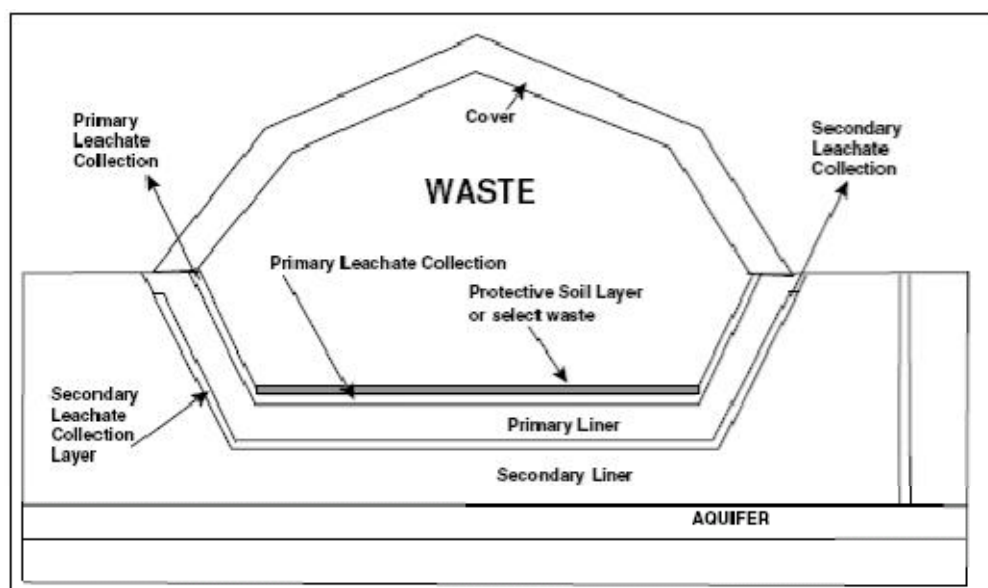 Cover
Primary
Leachate
Collection
Secondary
Leachate
Collection
WASTE
Primary Leachate Collection
Protective Soil Layer
or select waste
Secondary
Leachate
Collection
Layer
Primary Liner
Secondary Liner
AQUIFER